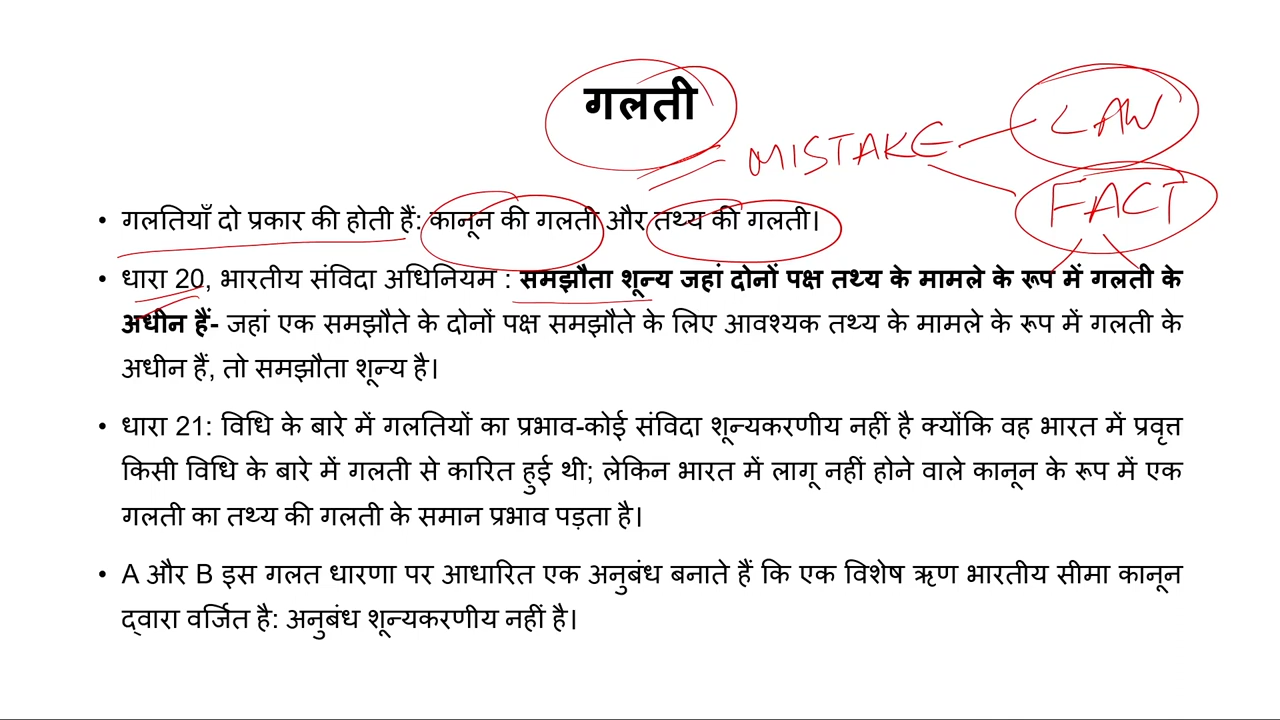 गलती
MISTAKE
LAW
FACT
• गलतियाँ दो प्रकार की होती हैं: कानून की गलती और तथ्य की गलती।
• धारा 20, भारतीय संविदा अधिनियम : समझौता शून्य जहां दोनों पक्ष तथ्य के मामले के रूप में गलती के
अधीन हैं- जहां एक समझौते के दोनों पक्ष समझौते के लिए आवश्यक तथ्य के मामले के रूप में गलती के
अधीन हैं, तो समझौता शून्य है।
• धारा 21: विधि के बारे में गलतियों का प्रभाव-कोई संविदा शून्यकरणीय नहीं है क्योंकि वह भारत में प्रवृत्त
किसी विधि के बारे में गलती से कारित हुई थी; लेकिन भारत में लागू नहीं होने वाले कानून के रूप में एक
गलती का तथ्य की गलती के समान प्रभाव पड़ता है।
• A और B इस गलत धारणा पर आधारित एक अनुबंध बनाते हैं कि एक विशेष ऋण भारतीय सीमा कानून
द्वारा वर्जित है: अनुबंध शून्यकरणीय नहीं है।